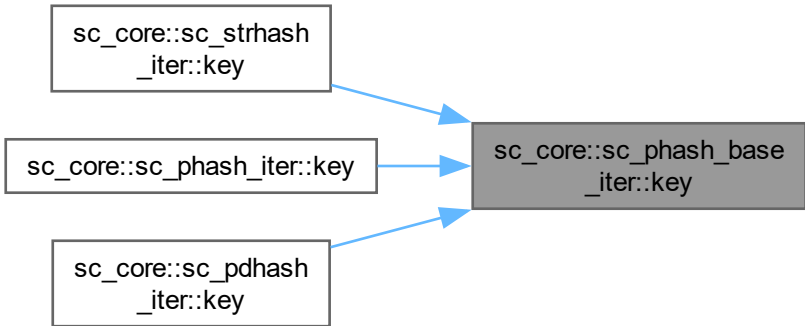 sc_core::sc_strhash
_iter::key
sc_core::sc_phash_iter::key
sc_core::sc_pdhash
_iter::key
sc_core::sc_phash_base
_iter::key